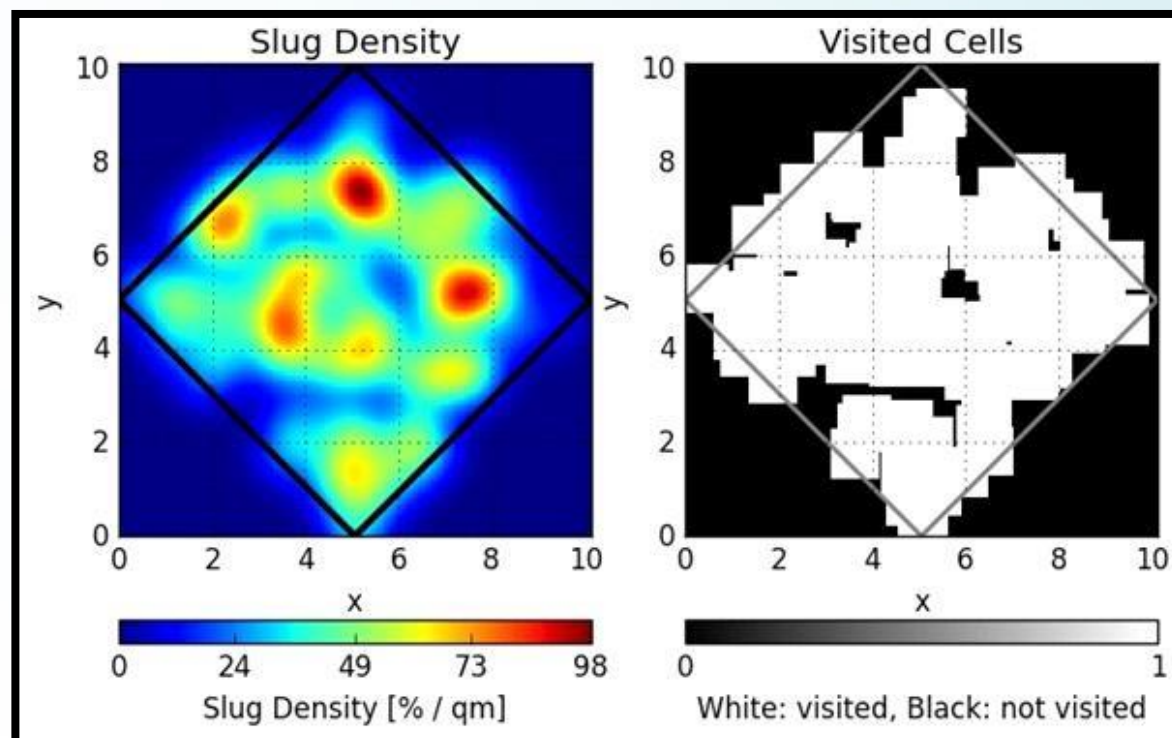 Slug Density
10
8
6
4
2
0
y
0 2 4 6 8 10
x
0 24 49 73 98
Slug Density [% / qm]
Visited Cells
10
8
6
4
2
0
y
0 2 4 6 8 10
x
0 1
White: visited, Black: not visited